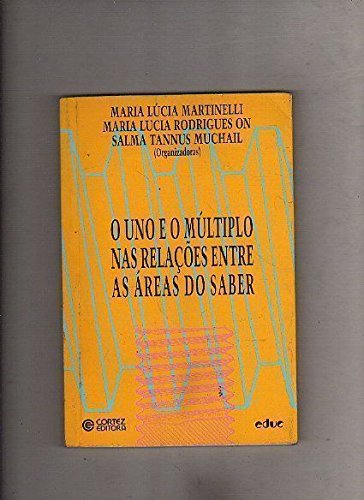 MARIA LÚCIA MARTINELLI
MARIA LUCIA RODRIGUES ON
SALMA TANNUS MUCHAIL
(Organizadoras)
O UNO E O MÚLTIPLO
NAS RELAÇÕES ENTRE
AS ÁREAS DO SABER
CORTEZ
EDITORA
educ